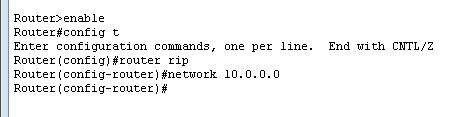 Router>enable
Router#config t
Enter configuration commands, one per line.  End with CNTL/Z
Router(config)#router rip
Router(config-router)#network 10.0.0.0
Router(config-router)#